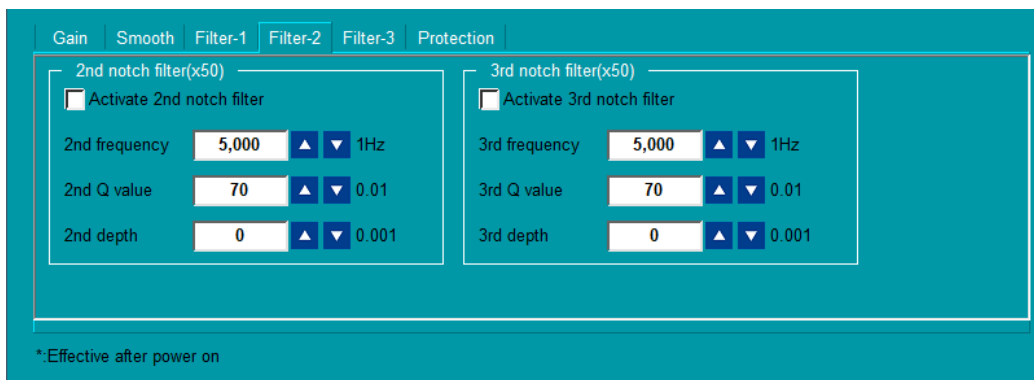 Gain Smooth Filter-1 Filter-2 Filter-3 Protection
2nd notch filter(x50)
Activate 2nd notch filter
2nd frequency 5,000 1Hz
2nd Q value 70 0.01
2nd depth 0 0.001
3rd notch filter(x50)
Activate 3rd notch filter
3rd frequency 5,000 1Hz
3rd Q value 70 0.01
3rd depth 0 0.001
*:Effective after power on